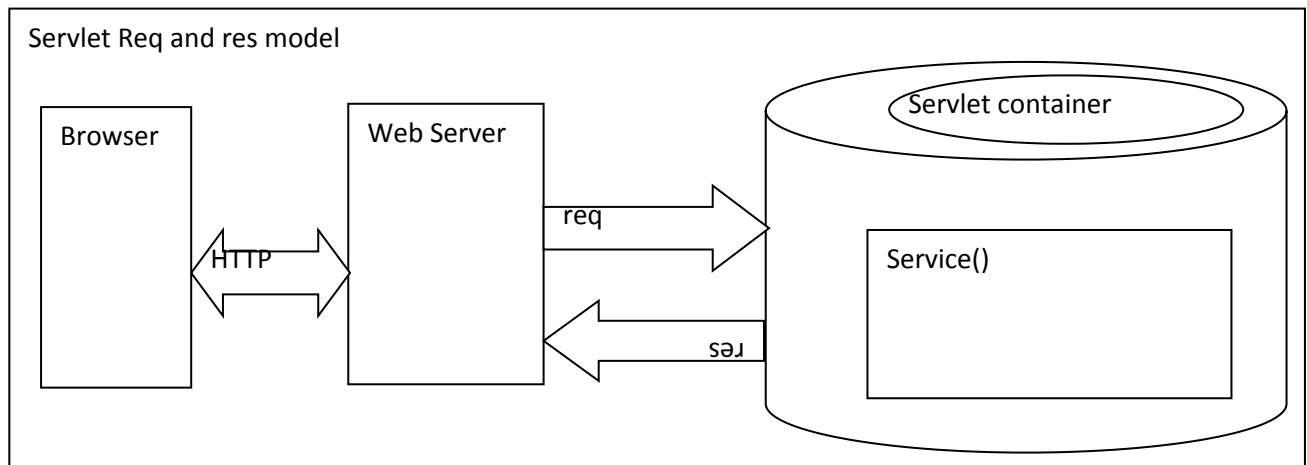 Servlet Req and res model
Browser
Web Server
Servlet container
HTTP
req
res
Service()